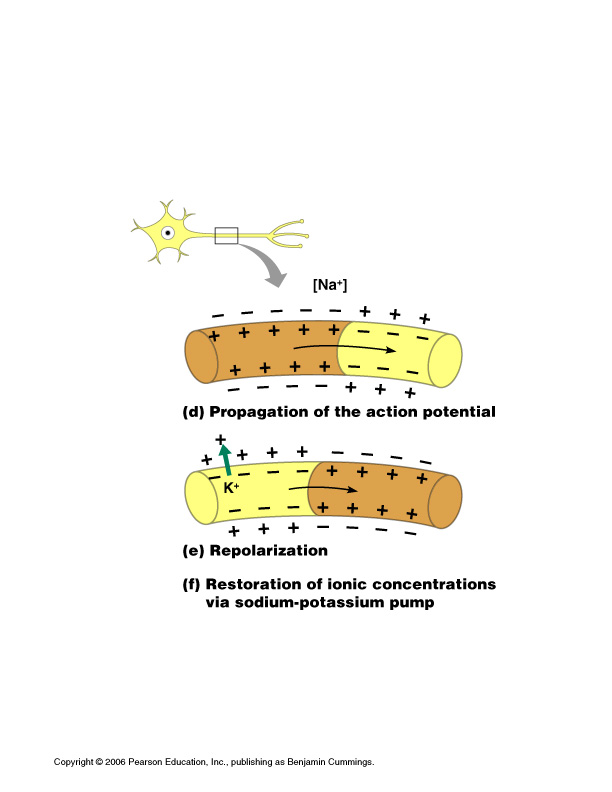 [Na⁺]
(d) Propagation of the action potential
K⁺
(e) Repolarization
(f) Restoration of ionic concentrations
via sodium-potassium pump
Copyright © 2006 Pearson Education, Inc., publishing as Benjamin Cummings.